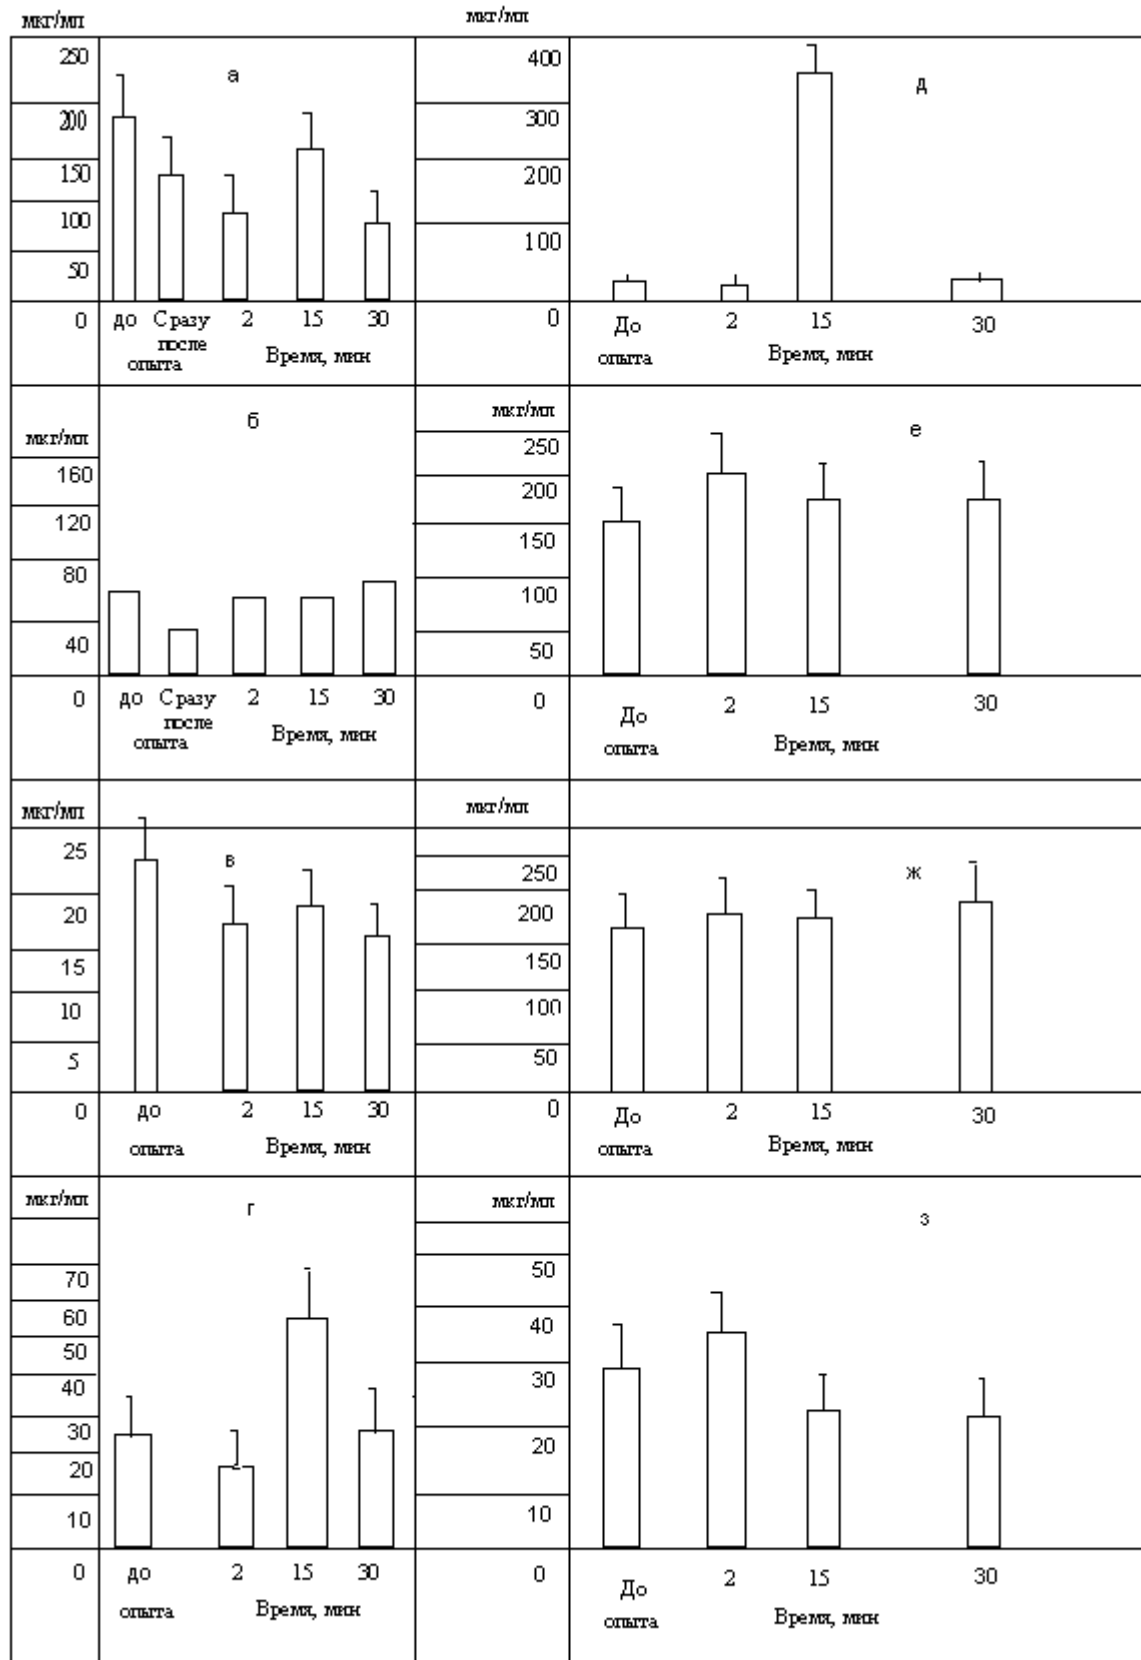 мкг/мл
250
200
150
100
50
0
а
до
Сразу
после
опыта
2
15
30
Время, мин
мкг/мл
400
300
200
100
0
д
До
опыта
2
15
30
Время, мин
мкг/мл
160
120
80
40
0
б
до
Сразу
после
опыта
2
15
30
Время, мин
мкг/мл
250
200
150
100
50
0
е
До
опыта
2
15
30
Время, мин
мкг/мл
25
20
15
10
5
0
в
до
опыта
2
15
30
Время, мин
мкг/мл
250
200
150
100
50
0
ж
До
опыта
2
15
30
Время, мин
мкг/мл
70
60
50
40
30
20
10
0
г
до
опыта
2
15
30
Время, мин
мкг/мл
50
40
30
20
10
0
з
До
опыта
2
15
30
Время, мин